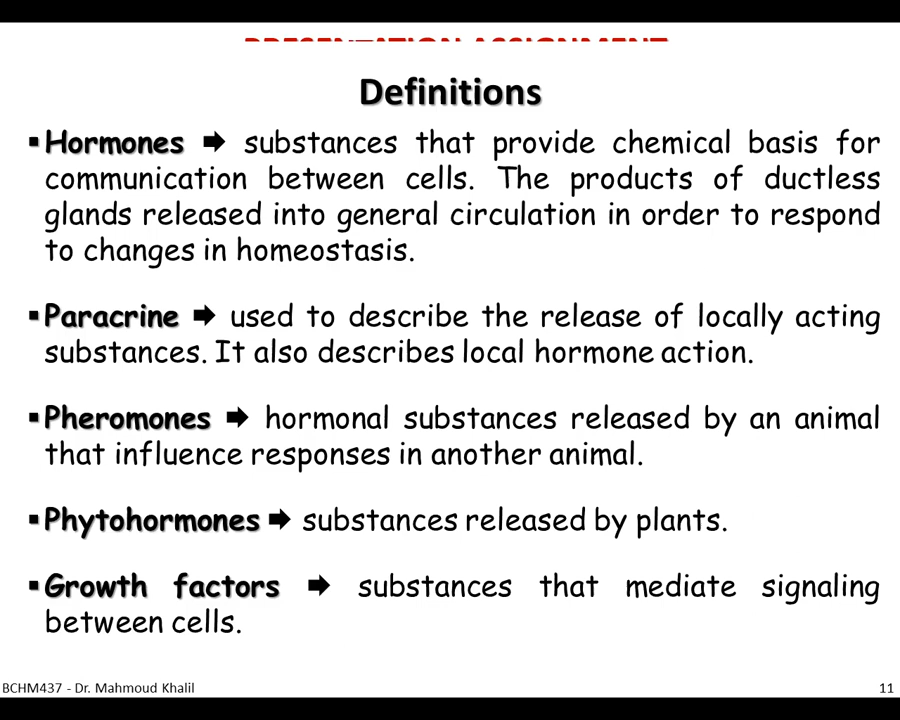 PRESENTATION ASSIGNMENT
Definitions
▪Hormones 🡆 substances that provide chemical basis for
communication between cells. The products of ductless
glands released into general circulation in order to respond
to changes in homeostasis.
▪Paracrine 🡆 used to describe the release of locally acting
substances. It also describes local hormone action.
▪Pheromones 🡆 hormonal substances released by an animal
that influence responses in another animal.
▪Phytohormones 🡆 substances released by plants.
▪Growth factors 🡆 substances that mediate signaling
between cells.
BCHM437 - Dr. Mahmoud Khalil
11